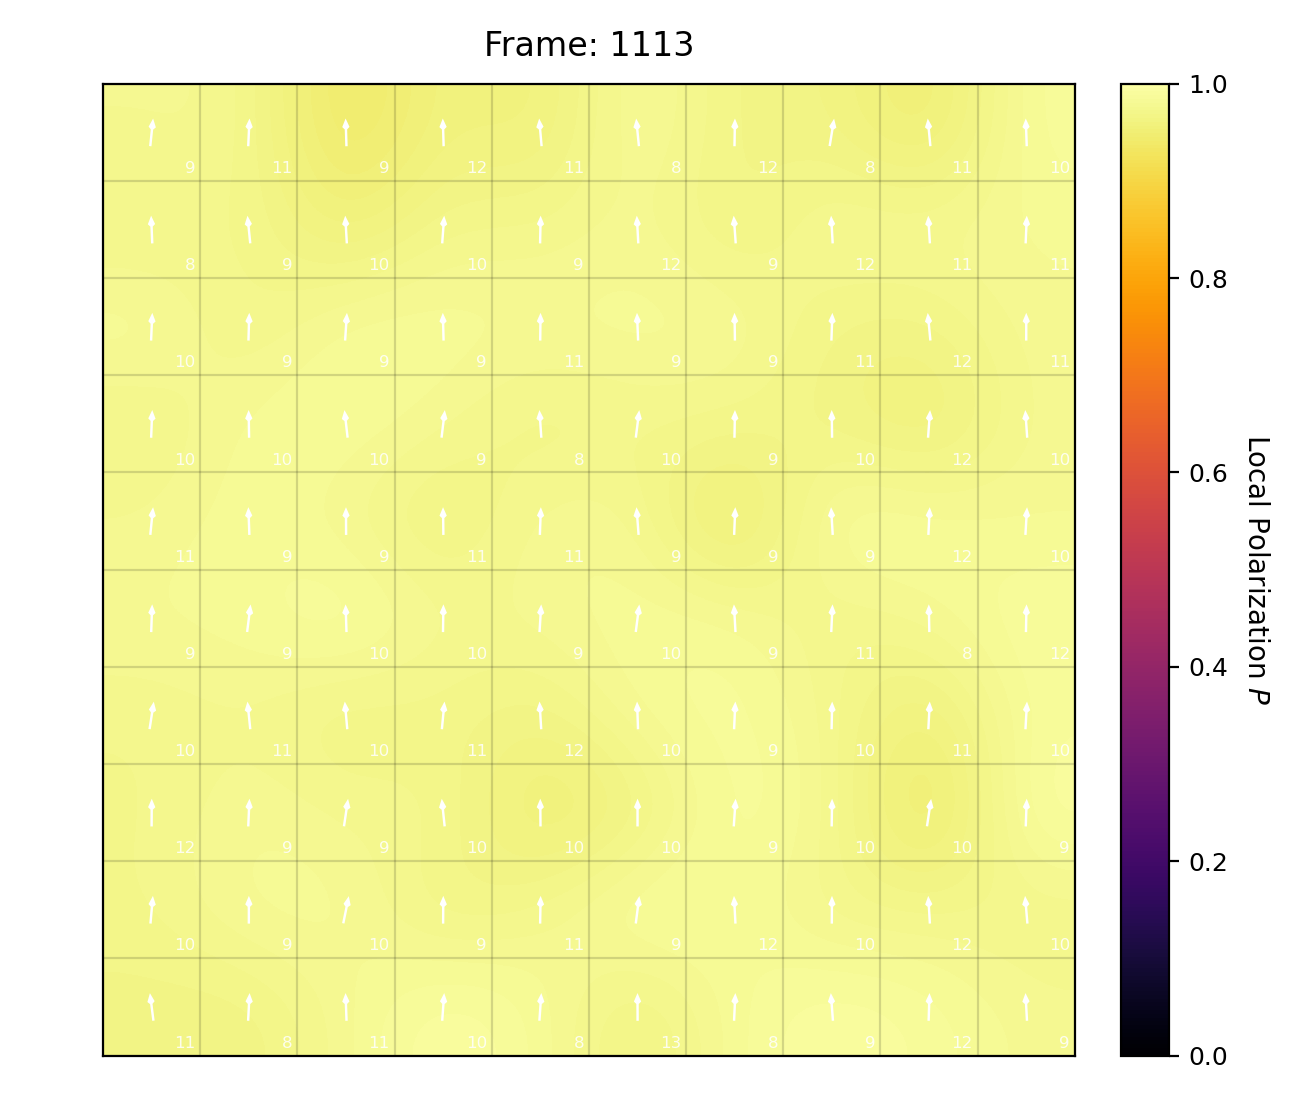 Frame: 1113
9 11 9 12 11 8 12 8 11 10
8 9 10 10 9 12 9 12 11 11
10 9 9 9 11 9 9 11 12 11
10 10 10 9 8 10 9 10 12 10
11 9 9 11 11 9 9 9 12 10
9 9 10 10 9 10 9 11 8 12
10 11 10 11 12 10 9 10 11 10
12 9 9 10 10 10 9 10 10 9
10 9 10 9 11 9 12 10 12 10
11 8 11 10 8 13 8 9 12 9
1.0
0.8
0.6
0.4
0.2
0.0
Local Polarization P